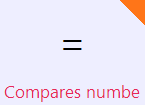 =
Compares numbe